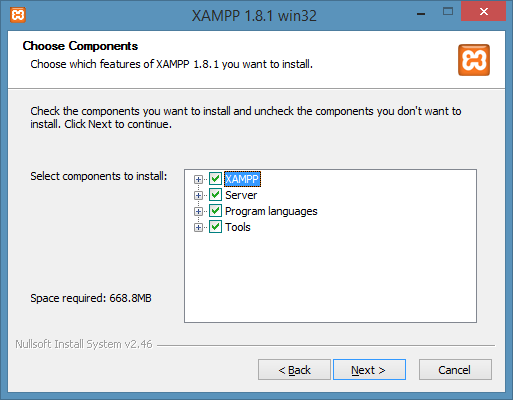 XAMPP 1.8.1 win32
Choose Components
Choose which features of XAMPP 1.8.1 you want to install.
Check the components you want to install and uncheck the components you don't want to
install. Click Next to continue.
Select components to install:
XAMPP
Server
Program languages
Tools
Space required: 668.8MB
Nullsoft Install System v2.46
< Back
Next >
Cancel